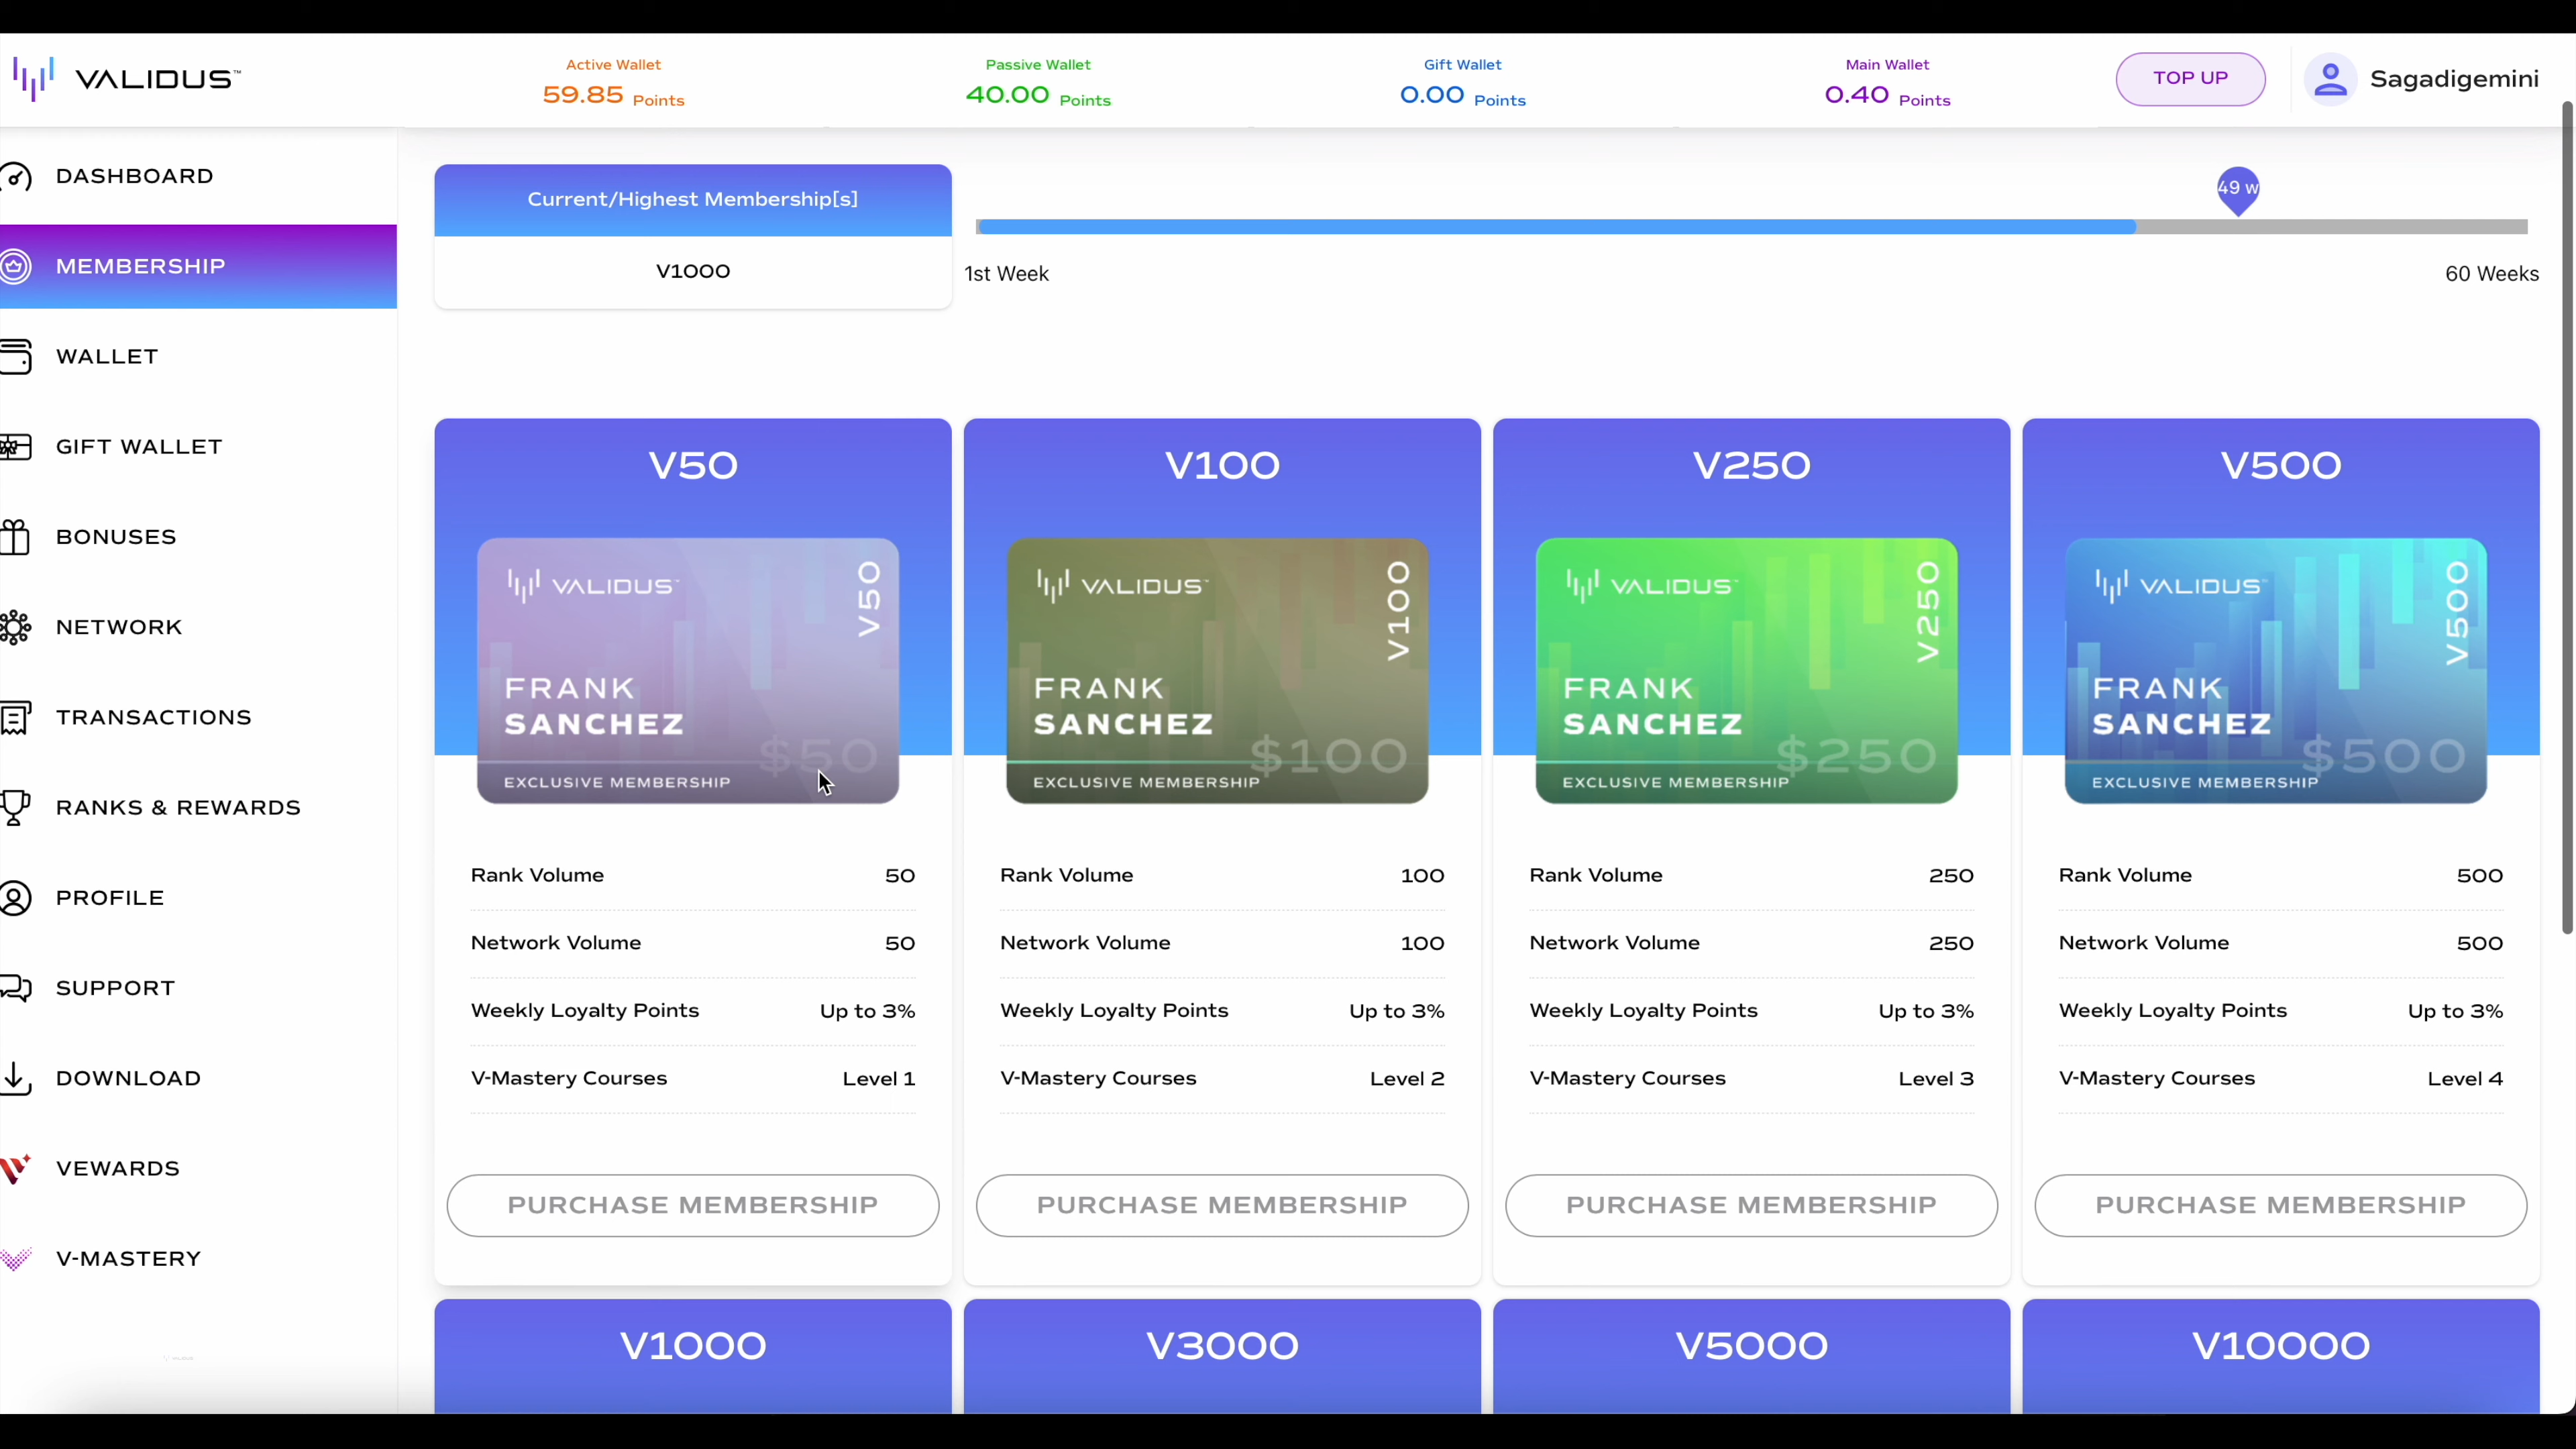 VALIDUS™
Active Wallet
59.85 Points
Passive Wallet
40.00 Points
Gift Wallet
0.00 Points
Main Wallet
0.40 Points
TOP UP
Sagadigemini
DASHBOARD
MEMBERSHIP
WALLET
GIFT WALLET
BONUSES
NETWORK
TRANSACTIONS
RANKS & REWARDS
PROFILE
SUPPORT
DOWNLOAD
VEWARDS
V-MASTERY
Current/Highest Membership[s]
V1000
49 w
1st Week
60 Weeks
V50
VALIDUS™
V50
FRANK
SANCHEZ
$50
EXCLUSIVE MEMBERSHIP
Rank Volume 50
Network Volume 50
Weekly Loyalty Points Up to 3%
V-Mastery Courses Level 1
PURCHASE MEMBERSHIP
V100
VALIDUS™
V100
FRANK
SANCHEZ
$100
EXCLUSIVE MEMBERSHIP
Rank Volume 100
Network Volume 100
Weekly Loyalty Points Up to 3%
V-Mastery Courses Level 2
PURCHASE MEMBERSHIP
V250
VALIDUS™
V250
FRANK
SANCHEZ
$250
EXCLUSIVE MEMBERSHIP
Rank Volume 250
Network Volume 250
Weekly Loyalty Points Up to 3%
V-Mastery Courses Level 3
PURCHASE MEMBERSHIP
V500
VALIDUS™
V500
FRANK
SANCHEZ
$500
EXCLUSIVE MEMBERSHIP
Rank Volume 500
Network Volume 500
Weekly Loyalty Points Up to 3%
V-Mastery Courses Level 4
PURCHASE MEMBERSHIP
V1000
V3000
V5000
V10000